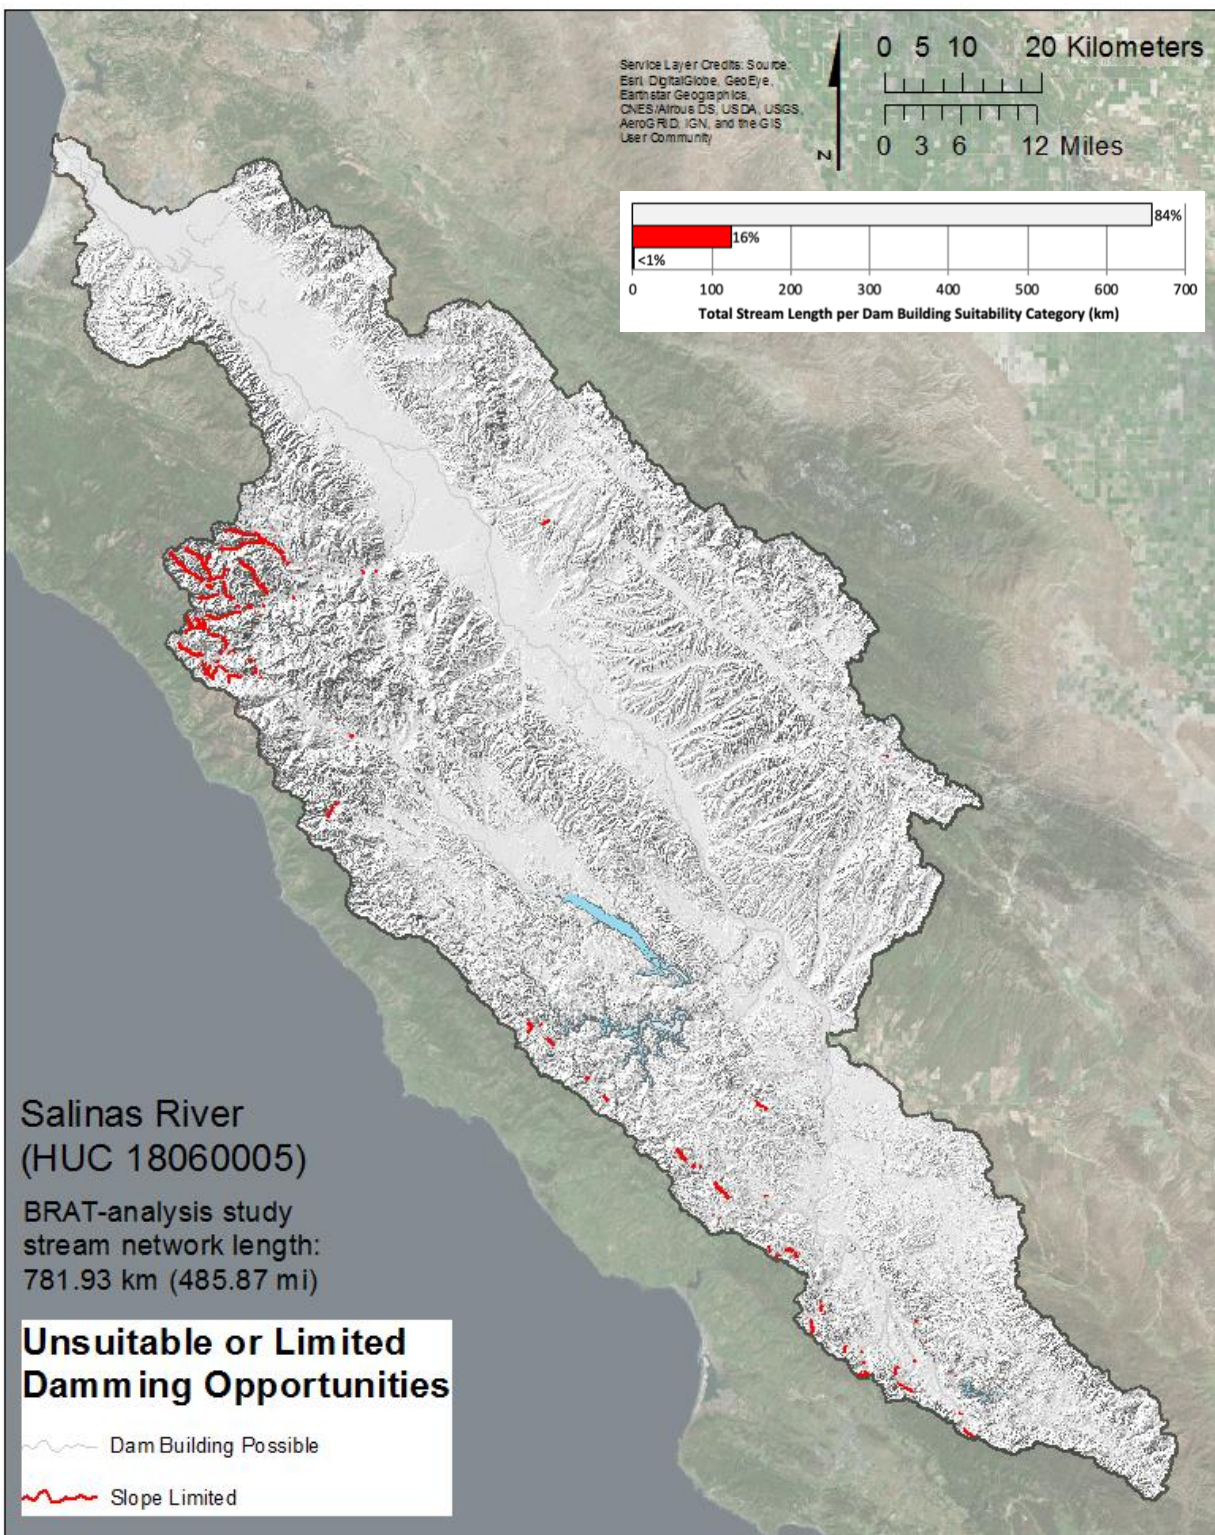 Service Layer Credits: Source:
Esri, DigitalGlobe, GeoEye,
Earthstar Geographics,
CNES/Airbus DS, USDA, USGS,
AeroGRID, IGN, and the GIS
User Community
N
0 5 10 20 Kilometers
0 3 6 12 Miles
84%
16%
<1%
0 100 200 300 400 500 600 700
Total Stream Length per Dam Building Suitability Category (km)
Salinas River
(HUC 18060005)
BRAT-analysis study
stream network length:
781.93 km (485.87 mi)
Unsuitable or Limited
Damming Opportunities
Dam Building Possible
Slope Limited